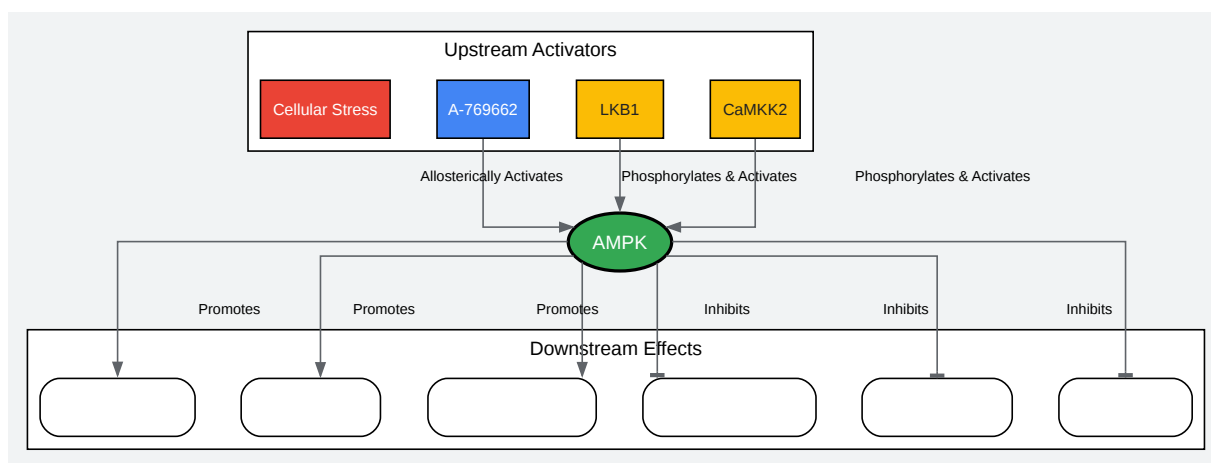 Upstream Activators
Cellular Stress
A-769662
LKB1
CaMKK2
Allosterically Activates
Phosphorylates & Activates
Phosphorylates & Activates
AMPK
Promotes
Promotes
Promotes
Inhibits
Inhibits
Inhibits
Downstream Effects